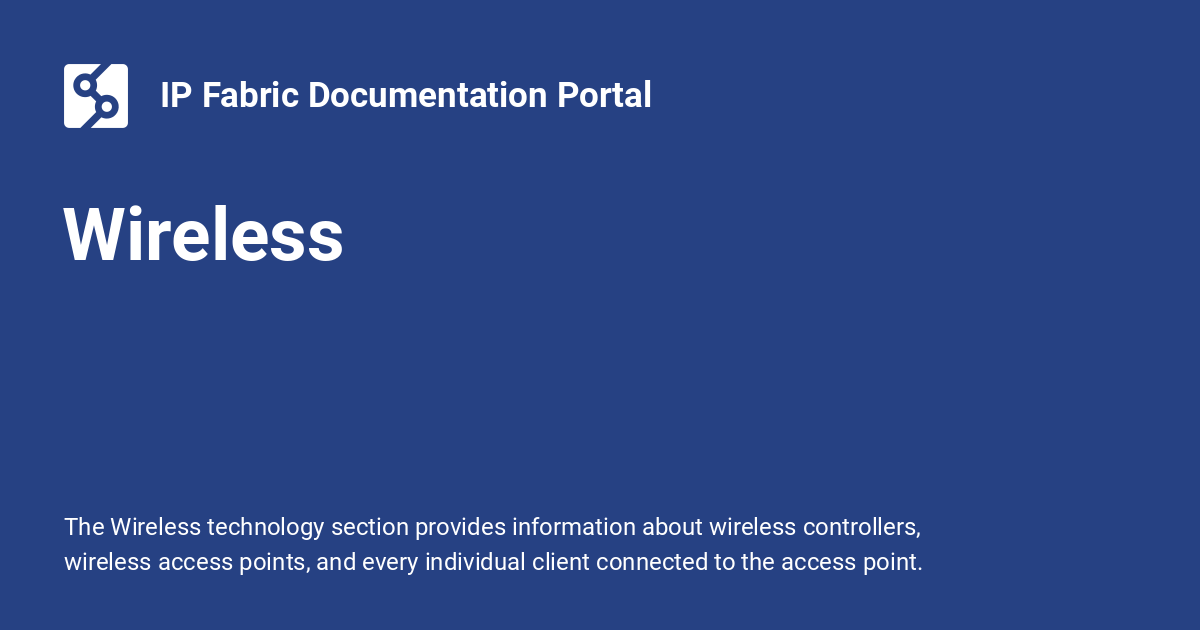 IP Fabric Documentation Portal
Wireless
The Wireless technology section provides information about wireless controllers,
wireless access points, and every individual client connected to the access point.